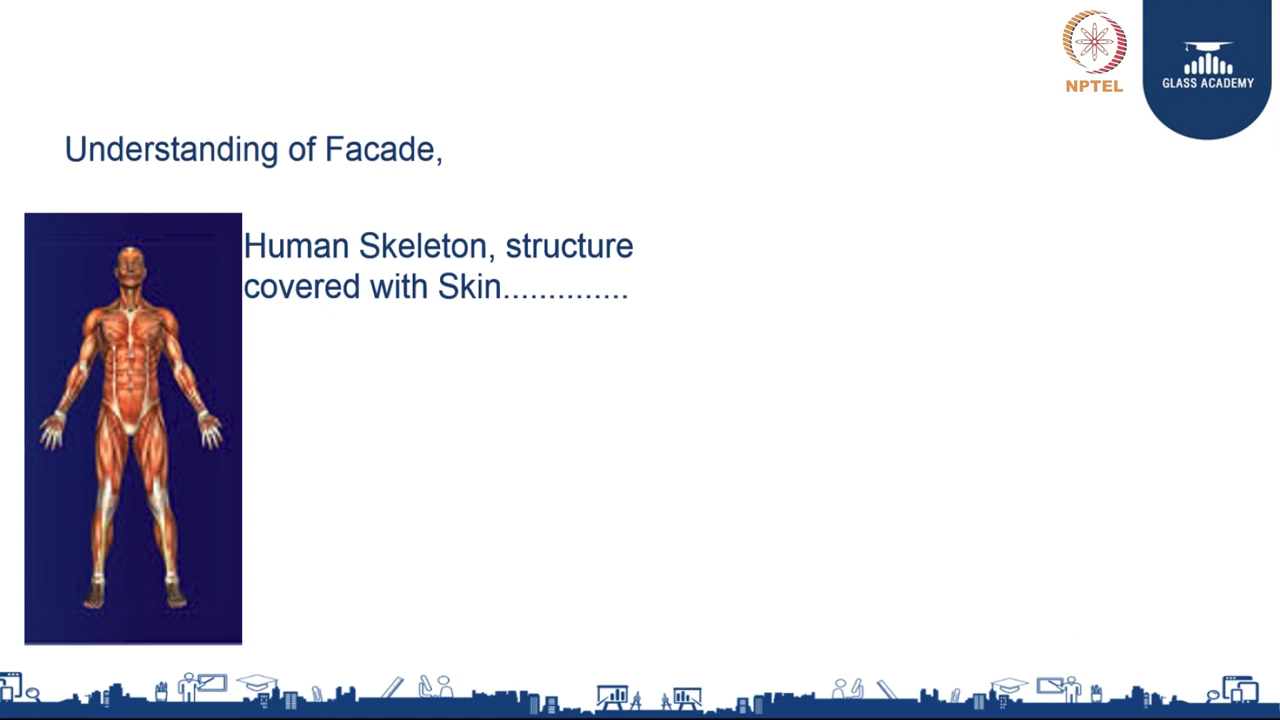 NPTEL
GLASS ACADEMY
Understanding of Facade,
Human Skeleton, structure
covered with Skin..............